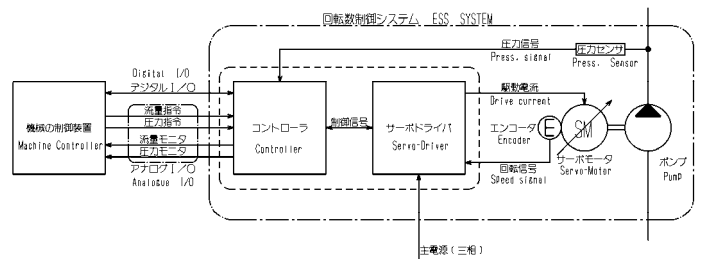 回転数制御システム ESS SYSTEM
圧力信号
Press. signal
圧力センサ
Press. Sensor
Digital I/O
デジタルI/O
流量指令
圧力指令
流量モニタ
圧力モニタ
アナログI/O
Analogue I/O
機械の制御装置
Machine Controller
コントローラ
Controller
制御信号
サーボドライバ
Servo-Driver
駆動電流
Drive current
エンコーダ
Encoder
E
SM
サーボモータ
Servo-Motor
回転信号
Speed signal
ポンプ
Pump
主電源(三相)